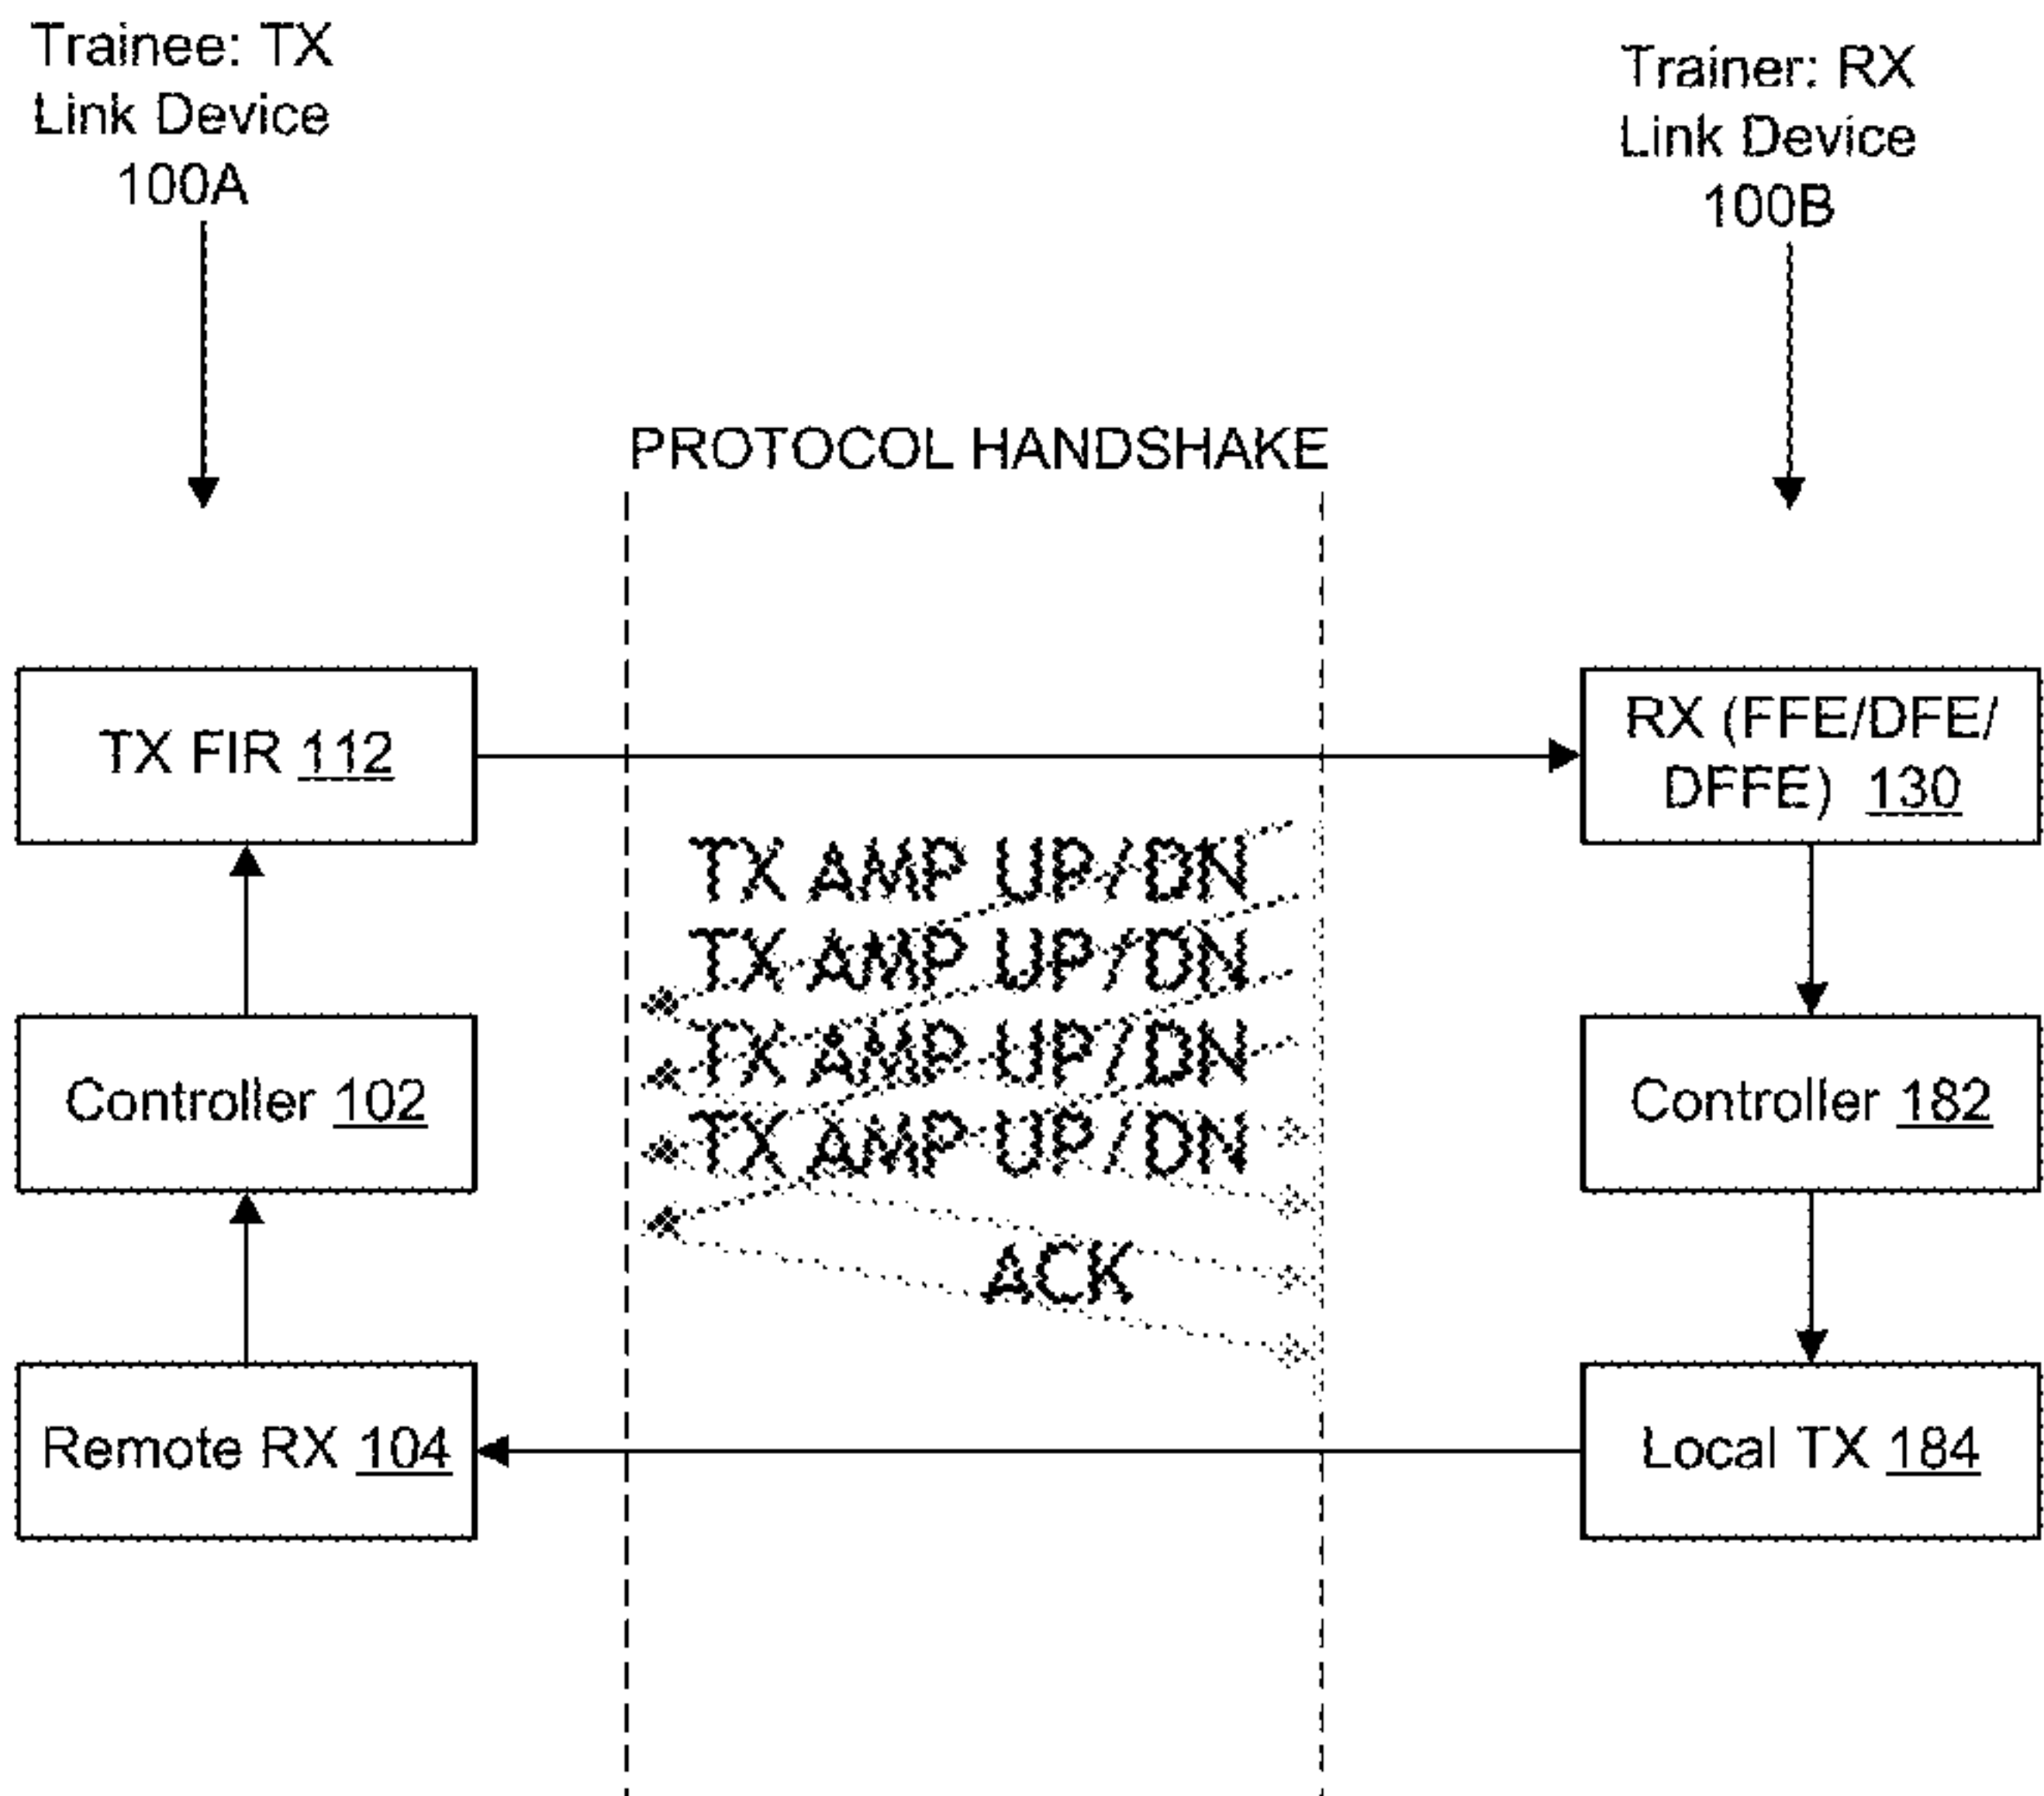 Trainee: TX
Link Device
100A
Trainer: RX
Link Device
100B
PROTOCOL HANDSHAKE
TX FIR 112
RX (FFE/DFE/
DFFE) 130
TX AMP UP/DN
TX AMP UP/DN
TX AMP UP/DN
TX AMP UP/DN
Controller 102
Controller 182
ACK
Remote RX 104
Local TX 184